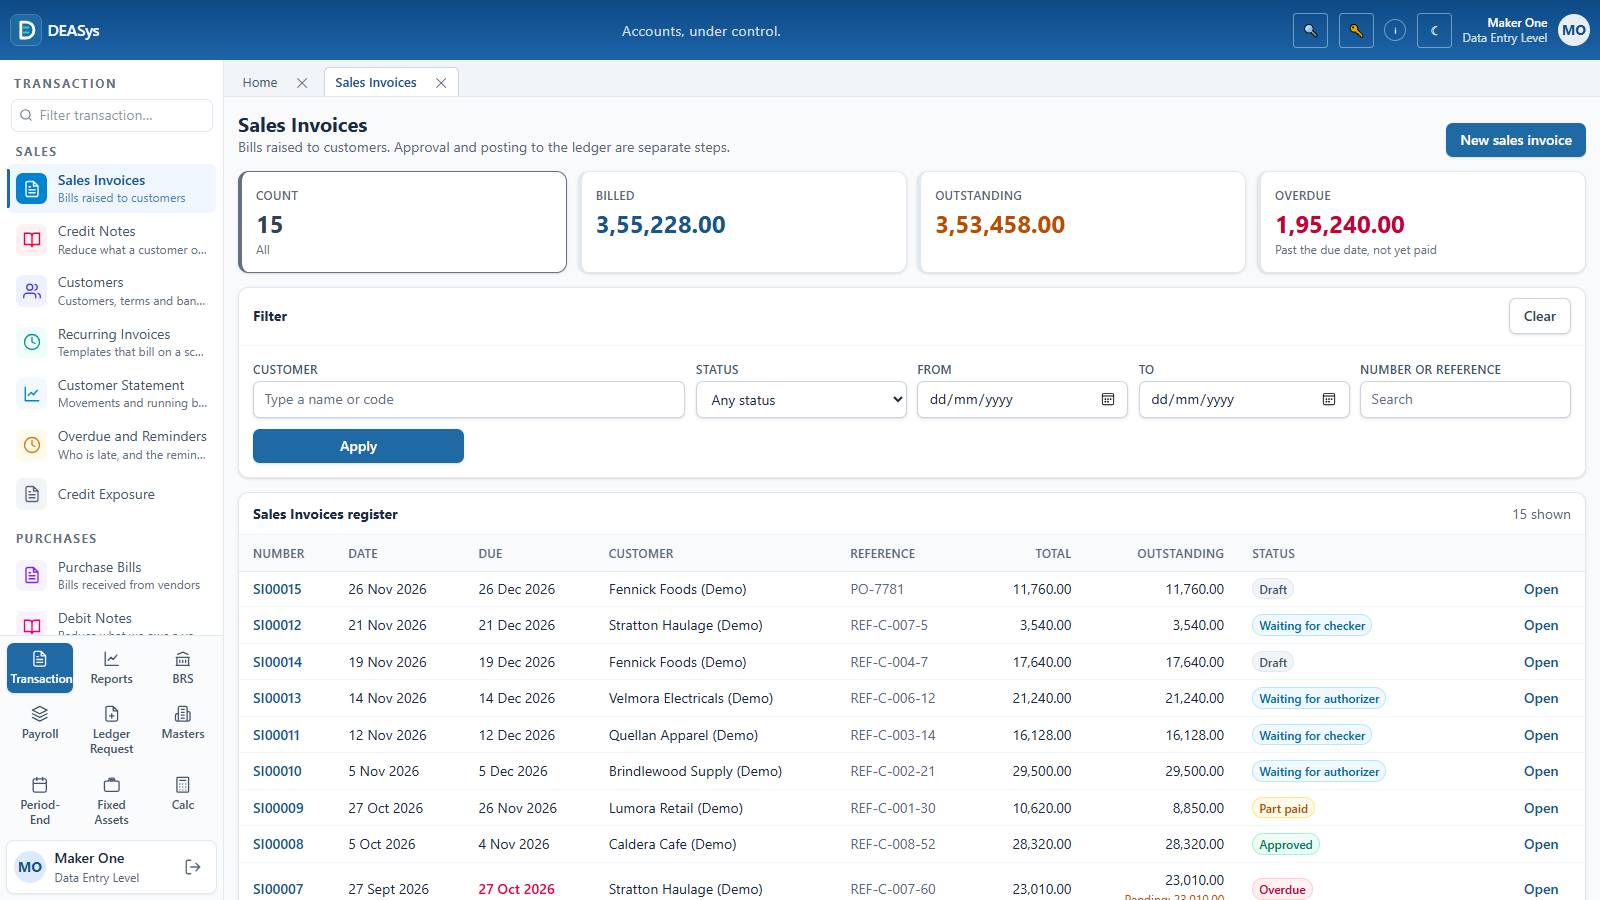 DEASys
Accounts, under control.
Maker One
Data Entry Level
MO
TRANSACTION
Filter transaction...
SALES
Sales Invoices
Bills raised to customers
Credit Notes
Reduce what a customer o...
Customers
Customers, terms and ban...
Recurring Invoices
Templates that bill on a sc...
Customer Statement
Movements and running b...
Overdue and Reminders
Who is late, and the remin...
Credit Exposure
PURCHASES
Purchase Bills
Bills received from vendors
Debit Notes
Transaction
Reports
BRS
Payroll
Ledger Request
Masters
Period-End
Fixed Assets
Calc
MO
Maker One
Data Entry Level
Home
Sales Invoices
Sales Invoices
Bills raised to customers. Approval and posting to the ledger are separate steps.
New sales invoice
COUNT
15
All
BILLED
3,55,228.00
OUTSTANDING
3,53,458.00
OVERDUE
1,95,240.00
Past the due date, not yet paid
Filter
Clear
CUSTOMER STATUS FROM TO NUMBER OR REFERENCE
Type a name or code Any status dd/mm/yyyy dd/mm/yyyy Search
Apply
Sales Invoices register 15 shown
NUMBER DATE DUE CUSTOMER REFERENCE TOTAL OUTSTANDING STATUS
SI00015 26 Nov 2026 26 Dec 2026 Fennick Foods (Demo) PO-7781 11,760.00 11,760.00 Draft Open
SI00012 21 Nov 2026 21 Dec 2026 Stratton Haulage (Demo) REF-C-007-5 3,540.00 3,540.00 Waiting for checker Open
SI00014 19 Nov 2026 19 Dec 2026 Fennick Foods (Demo) REF-C-004-7 17,640.00 17,640.00 Draft Open
SI00013 14 Nov 2026 14 Dec 2026 Velmora Electricals (Demo) REF-C-006-12 21,240.00 21,240.00 Waiting for authorizer Open
SI00011 12 Nov 2026 12 Dec 2026 Quellan Apparel (Demo) REF-C-003-14 16,128.00 16,128.00 Waiting for checker Open
SI00010 5 Nov 2026 5 Dec 2026 Brindlewood Supply (Demo) REF-C-002-21 29,500.00 29,500.00 Waiting for authorizer Open
SI00009 27 Oct 2026 26 Nov 2026 Lumora Retail (Demo) REF-C-001-30 10,620.00 8,850.00 Part paid Open
SI00008 5 Oct 2026 4 Nov 2026 Caldera Cafe (Demo) REF-C-008-52 28,320.00 28,320.00 Approved Open
SI00007 27 Sept 2026 27 Oct 2026 Stratton Haulage (Demo) REF-C-007-60 23,010.00 23,010.00 Overdue Open